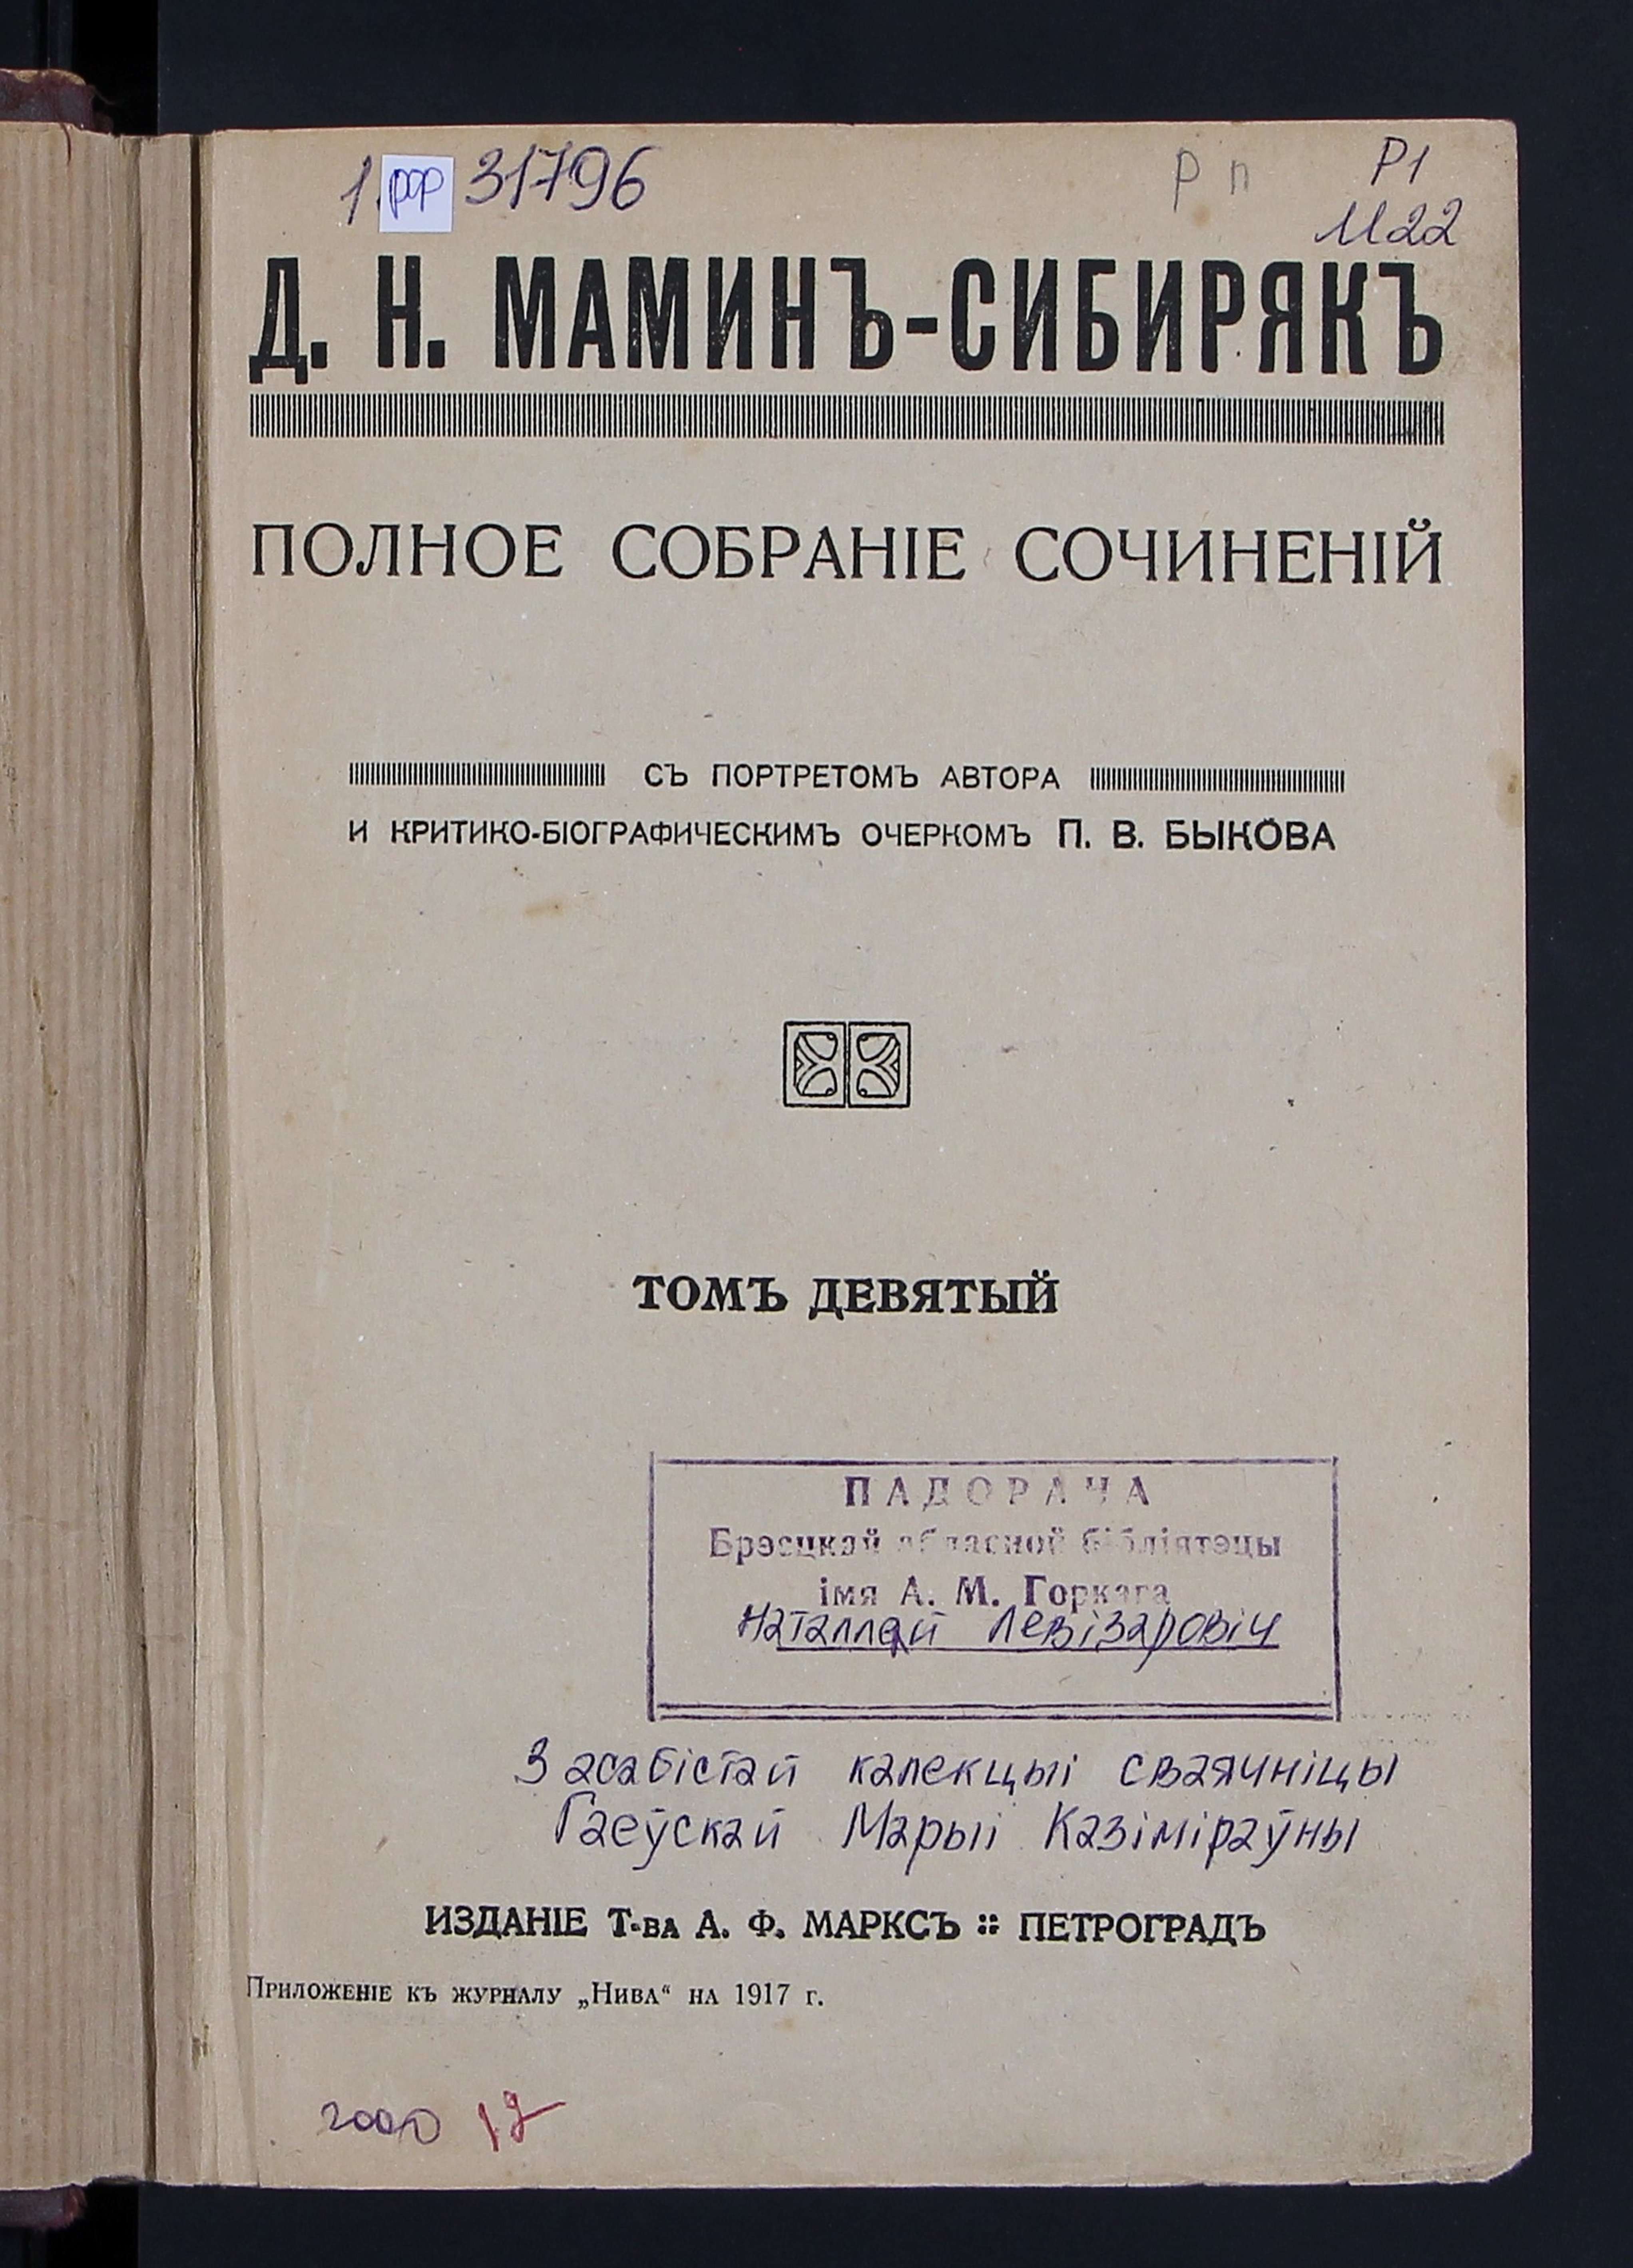 1 рф 31796
Р п
Р1
М22
Д. Н. МАМИНЪ-СИБИРЯКЪ
ПОЛНОЕ СОБРАНІЕ СОЧИНЕНІЙ
СЪ ПОРТРЕТОМЪ АВТОРА
И КРИТИКО-БІОГРАФИЧЕСКИМЪ ОЧЕРКОМЪ П. В. БЫКОВА
ТОМЪ ДЕВЯТЫЙ
ПАДОРАЧА
Брэсцкай абласной бібліятэцы
імя А. М. Горкага
Наталляй Левізаровіч
З асабістай калекцыі сваячніцы
Гаеўскай Марыі Казіміраўны
ИЗДАНІЕ Т-ВА А. Ф. МАРКСЪ :: ПЕТРОГРАДЪ
Приложеніе къ журналу „Нива“ на 1917 г.
2000